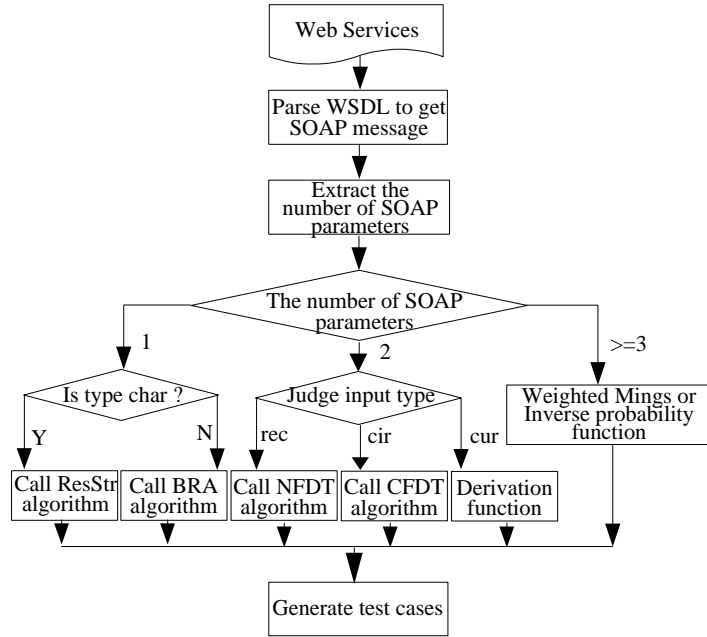 Web Services
Parse WSDL to get
SOAP message
Extract the
number of SOAP
parameters
The number of SOAP
parameters
1
2
>=3
Is type char ?
Judge input type
Weighted Mings or
Inverse probability
function
Y
N
rec
cir
cur
Call ResStr
algorithm
Call BRA
algorithm
Call NFDT
algorithm
Call CFDT
algorithm
Derivation
function
Generate test cases